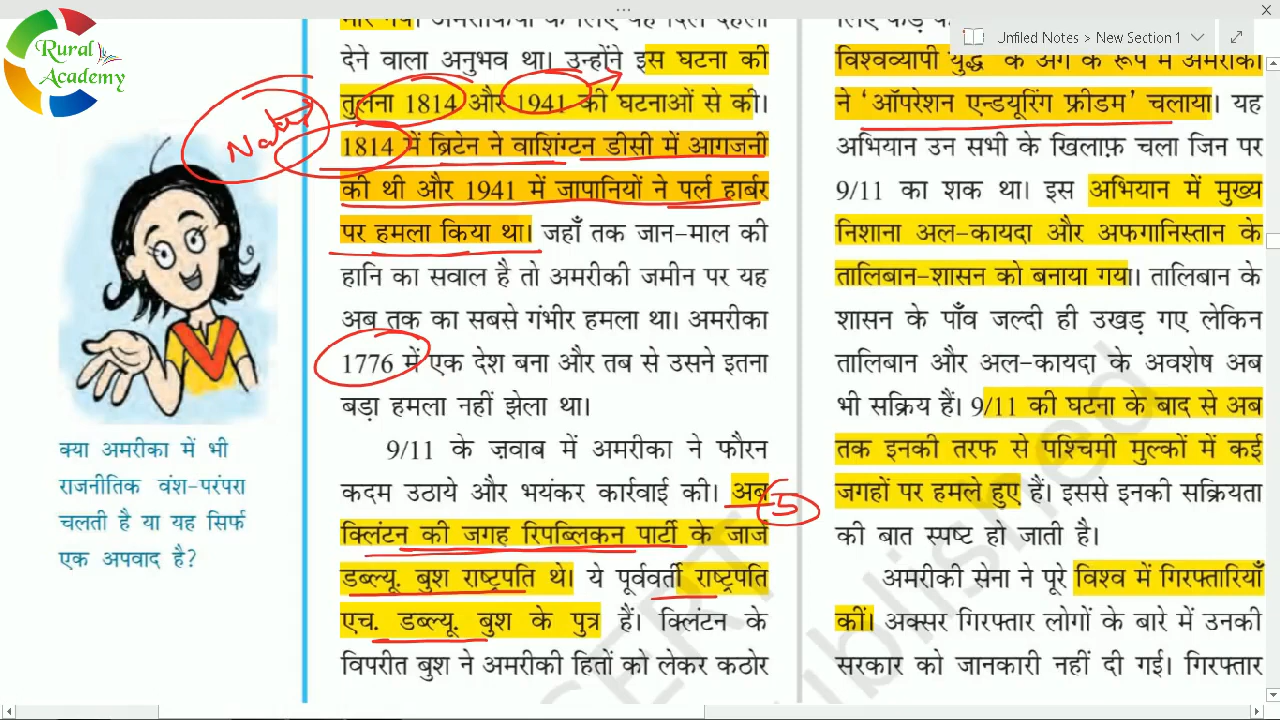 Rural
Academy
Unfiled Notes > New Section 1
मार गये। अमरीकियों के लिए यह दिल दहला
देने वाला अनुभव था। उन्होंने इस घटना की
तुलना 1814 और 1941 की घटनाओं से की।
1814 में ब्रिटेन ने वाशिंग्टन डीसी में आगजनी
की थी और 1941 में जापानियों ने पर्ल हार्बर
पर हमला किया था। जहाँ तक जान-माल की
हानि का सवाल है तो अमरीकी जमीन पर यह
अब तक का सबसे गंभीर हमला था। अमरीका
1776 में एक देश बना और तब से उसने इतना
बड़ा हमला नहीं झेला था।
9/11 के ज़वाब में अमरीका ने फौरन
कदम उठाये और भयंकर कार्रवाई की। अब
5
क्लिंटन की जगह रिपब्लिकन पार्टी के जार्ज
डब्ल्यू. बुश राष्ट्रपति थे। ये पूर्ववर्ती राष्ट्रपति
एच. डब्ल्यू. बुश के पुत्र हैं। क्लिंटन के
विपरीत बुश ने अमरीकी हितों को लेकर कठोर
क्या अमरीका में भी
राजनीतिक वंश-परंपरा
चलती है या यह सिर्फ
एक अपवाद है?
विश्वव्यापी युद्ध के अंग के रूप में अमरीका
ने 'ऑपरेशन एन्डयूरिंग फ्रीडम' चलाया। यह
अभियान उन सभी के खिलाफ़ चला जिन पर
9/11 का शक था। इस अभियान में मुख्य
निशाना अल-कायदा और अफगानिस्तान के
तालिबान-शासन को बनाया गया। तालिबान के
शासन के पाँव जल्दी ही उखड़ गए लेकिन
तालिबान और अल-कायदा के अवशेष अब
भी सक्रिय हैं। 9/11 की घटना के बाद से अब
तक इनकी तरफ से पश्चिमी मुल्कों में कई
जगहों पर हमले हुए हैं। इससे इनकी सक्रियता
की बात स्पष्ट हो जाती है।
अमरीकी सेना ने पूरे विश्व में गिरफ्तारियाँ
कीं। अक्सर गिरफ्तार लोगों के बारे में उनकी
सरकार को जानकारी नहीं दी गई। गिरफ्तार